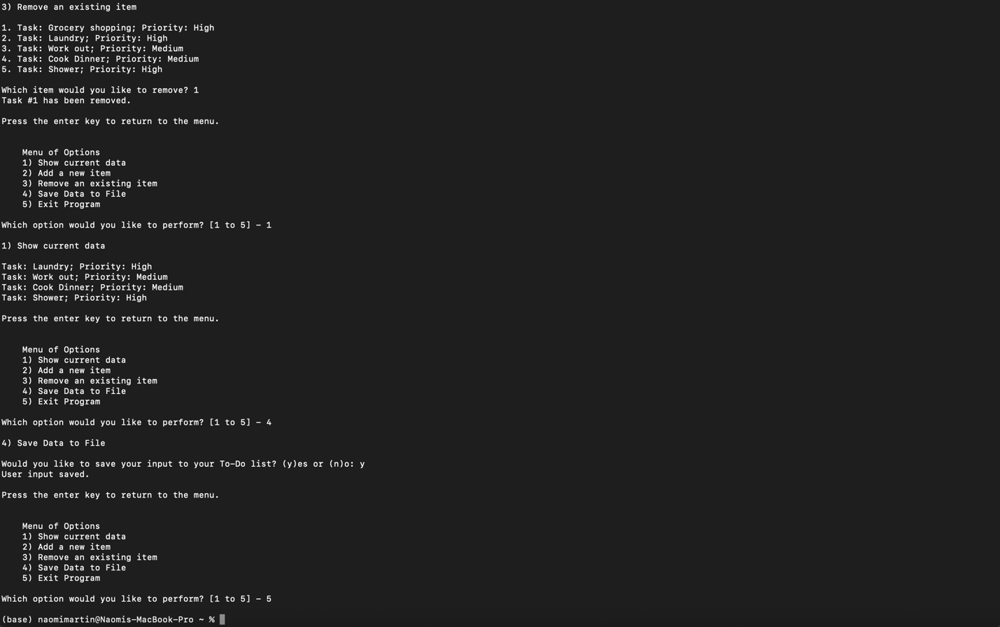 3) Remove an existing item
1. Task: Grocery shopping; Priority: High
2. Task: Laundry; Priority: High
3. Task: Work out; Priority: Medium
4. Task: Cook Dinner; Priority: Medium
5. Task: Shower; Priority: High
Which item would you like to remove? 1
Task #1 has been removed.
Press the enter key to return to the menu.
Menu of Options
1) Show current data
2) Add a new item
3) Remove an existing item
4) Save Data to File
5) Exit Program
Which option would you like to perform? [1 to 5] - 1
1) Show current data
Task: Laundry; Priority: High
Task: Work out; Priority: Medium
Task: Cook Dinner; Priority: Medium
Task: Shower; Priority: High
Press the enter key to return to the menu.
Menu of Options
1) Show current data
2) Add a new item
3) Remove an existing item
4) Save Data to File
5) Exit Program
Which option would you like to perform? [1 to 5] - 4
4) Save Data to File
Would you like to save your input to your To-Do list? (y)es or (n)o: y
User input saved.
Press the enter key to return to the menu.
Menu of Options
1) Show current data
2) Add a new item
3) Remove an existing item
4) Save Data to File
5) Exit Program
Which option would you like to perform? [1 to 5] - 5
(base) naomimartin@Naomis-MacBook-Pro ~ %